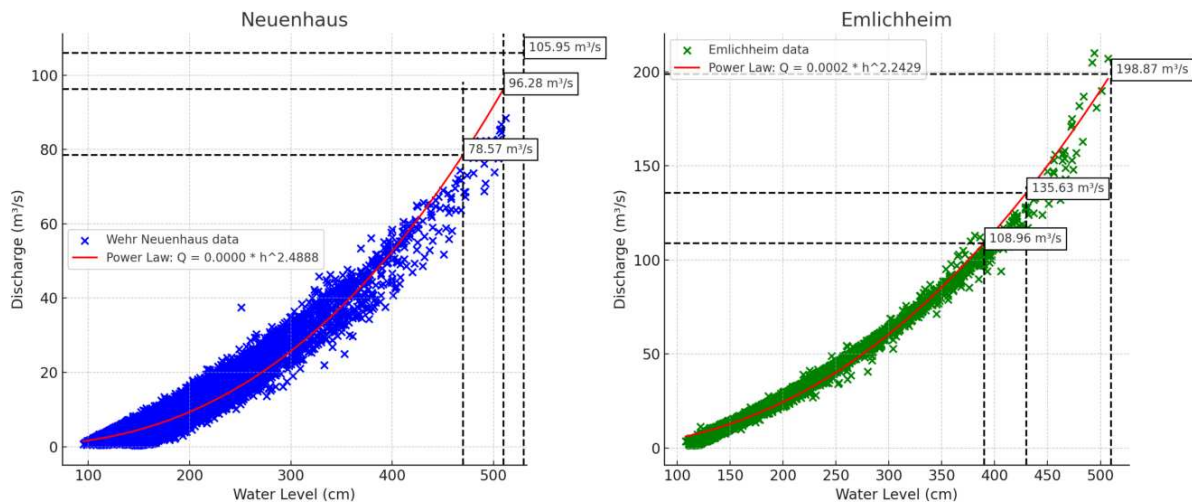 Neuenhaus
105.95 m³/s
96.28 m³/s
78.57 m³/s
Wehr Neuenhaus data
Power Law: Q = 0.0000 * h^2.4888
Discharge (m³/s)
100
80
60
40
20
0
100 200 300 400 500
Water Level (cm)
Emlichheim
Emlichheim data
Power Law: Q = 0.0002 * h^2.2429
198.87 m³/s
135.63 m³/s
108.96 m³/s
Discharge (m³/s)
200
150
100
50
0
100 150 200 250 300 350 400 450 500
Water Level (cm)